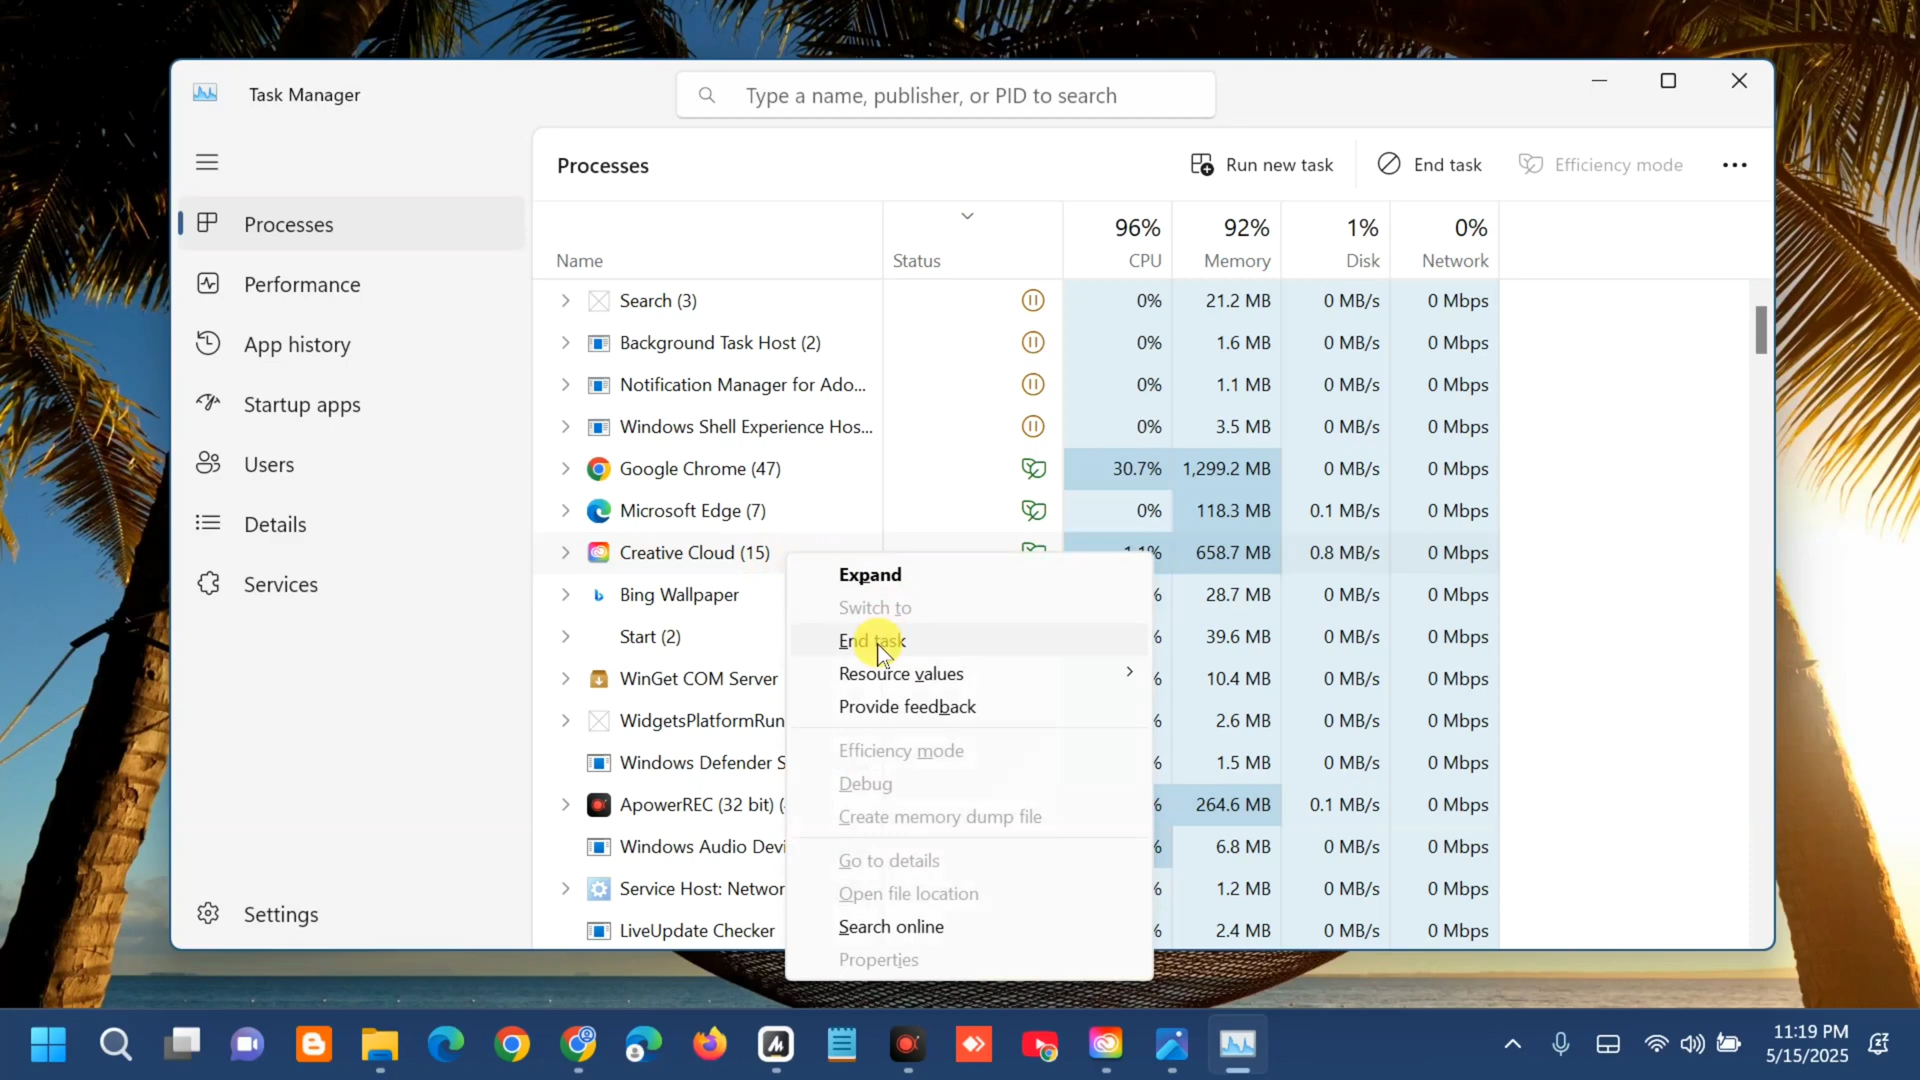 Task Manager
Type a name, publisher, or PID to search
Processes
Performance
App history
Startup apps
Users
Details
Services
Settings
Processes
Run new task
End task
Efficiency mode
96% 92% 1% 0%
Name Status CPU Memory Disk Network
Search (3) 0% 21.2 MB 0 MB/s 0 Mbps
Background Task Host (2) 0% 1.6 MB 0 MB/s 0 Mbps
Notification Manager for Ado... 0% 1.1 MB 0 MB/s 0 Mbps
Windows Shell Experience Hos... 0% 3.5 MB 0 MB/s 0 Mbps
Google Chrome (47) 30.7% 1,299.2 MB 0 MB/s 0 Mbps
Microsoft Edge (7) 0% 118.3 MB 0.1 MB/s 0 Mbps
Creative Cloud (15) 658.7 MB 0.8 MB/s 0 Mbps
Bing Wallpaper % 28.7 MB 0 MB/s 0 Mbps
Start (2) % 39.6 MB 0 MB/s 0 Mbps
WinGet COM Server % 10.4 MB 0 MB/s 0 Mbps
WidgetsPlatformRun % 2.6 MB 0 MB/s 0 Mbps
Windows Defender S % 1.5 MB 0 MB/s 0 Mbps
ApowerREC (32 bit) ( % 264.6 MB 0.1 MB/s 0 Mbps
Windows Audio Devi % 6.8 MB 0 MB/s 0 Mbps
Service Host: Networ % 1.2 MB 0 MB/s 0 Mbps
LiveUpdate Checker % 2.4 MB 0 MB/s 0 Mbps
Expand
Switch to
End task
Resource values
Provide feedback
Efficiency mode
Debug
Create memory dump file
Go to details
Open file location
Search online
Properties
11:19 PM
5/15/2025